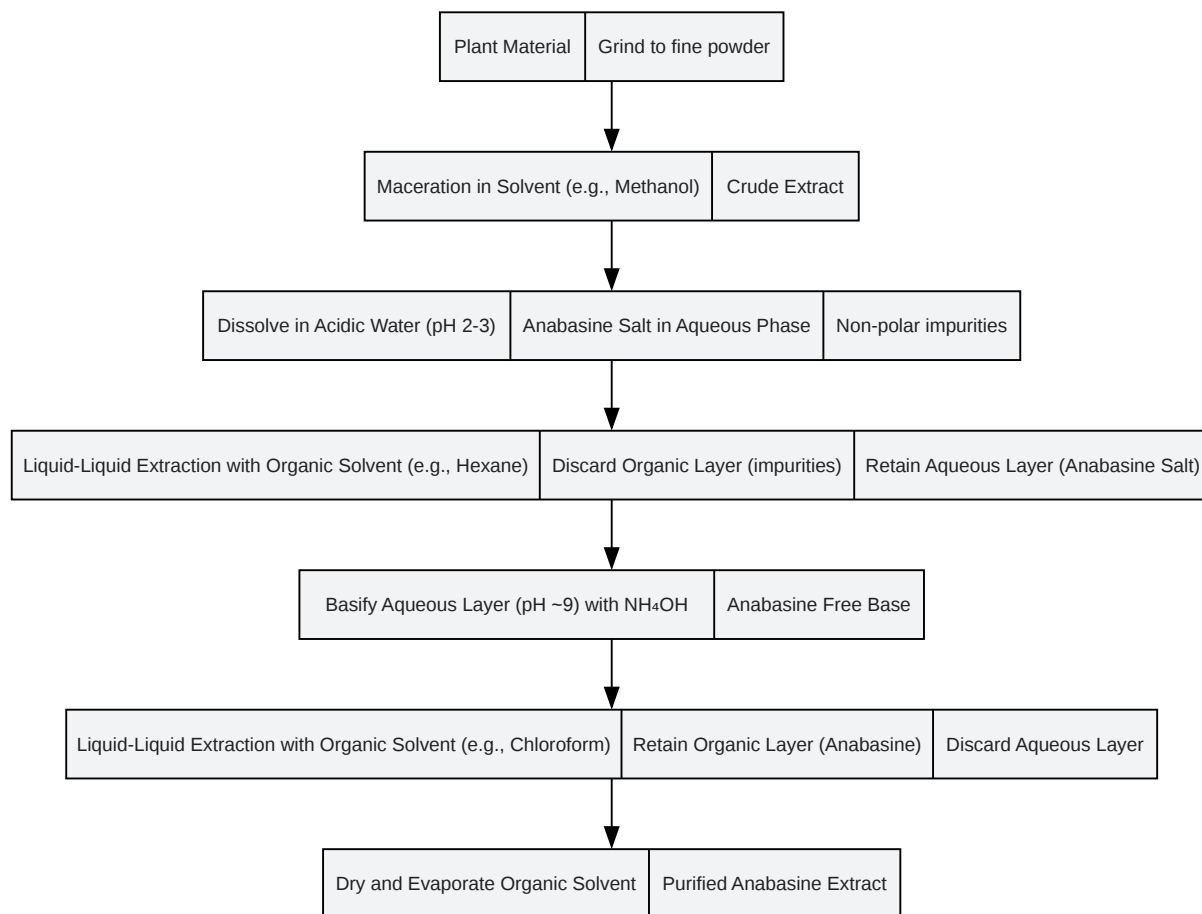 Plant Material
Grind to fine powder
Maceration in Solvent (e.g., Methanol)
Crude Extract
Dissolve in Acidic Water (pH 2-3)
Anabasine Salt in Aqueous Phase
Non-polar impurities
Liquid-Liquid Extraction with Organic Solvent (e.g., Hexane)
Discard Organic Layer (impurities)
Retain Aqueous Layer (Anabasine Salt)
Basify Aqueous Layer (pH ~9) with NH₄OH
Anabasine Free Base
Liquid-Liquid Extraction with Organic Solvent (e.g., Chloroform)
Retain Organic Layer (Anabasine)
Discard Aqueous Layer
Dry and Evaporate Organic Solvent
Purified Anabasine Extract